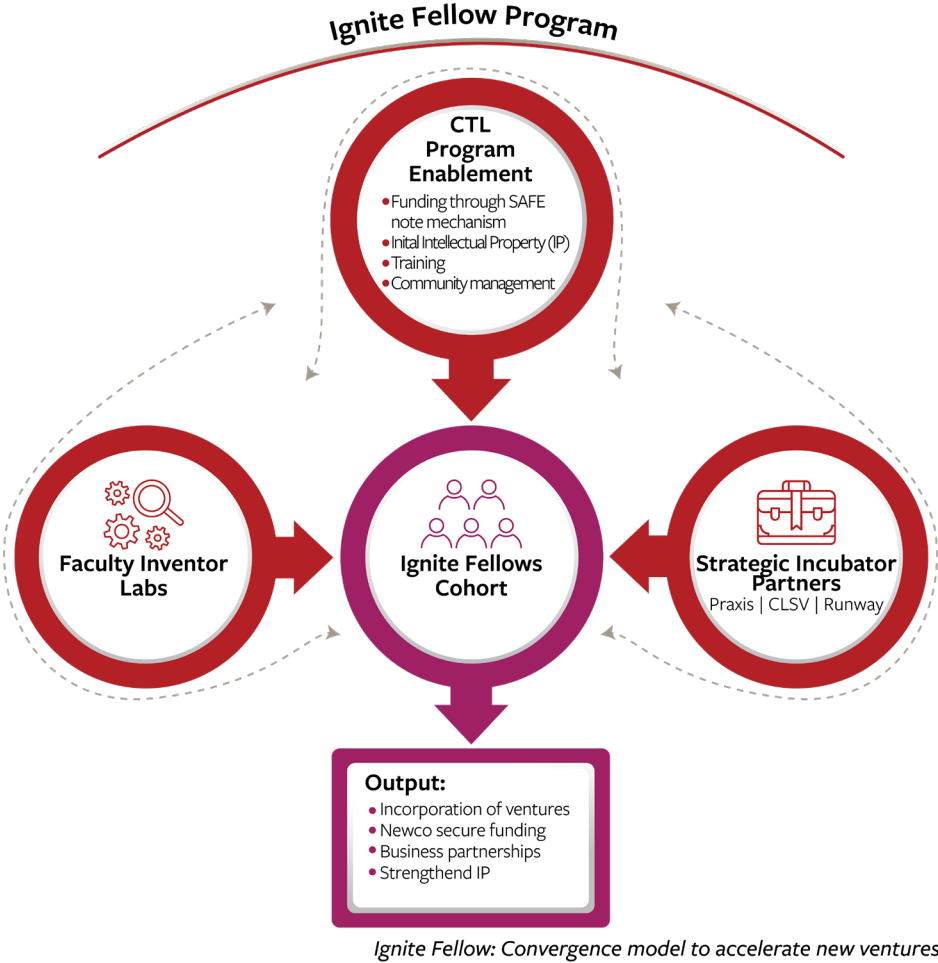 Ignite Fellow Program
CTL
Program
Enablement
•Funding through SAFE
note mechanism
•Inital Intellectual Property (IP)
•Training
•Community management
Faculty Inventor
Labs
Ignite Fellows
Cohort
Strategic Incubator
Partners
Praxis | CLSV | Runway
Output:
• Incorporation of ventures
• Newco secure funding
• Business partnerships
• Strengthend IP
Ignite Fellow: Convergence model to accelerate new ventures